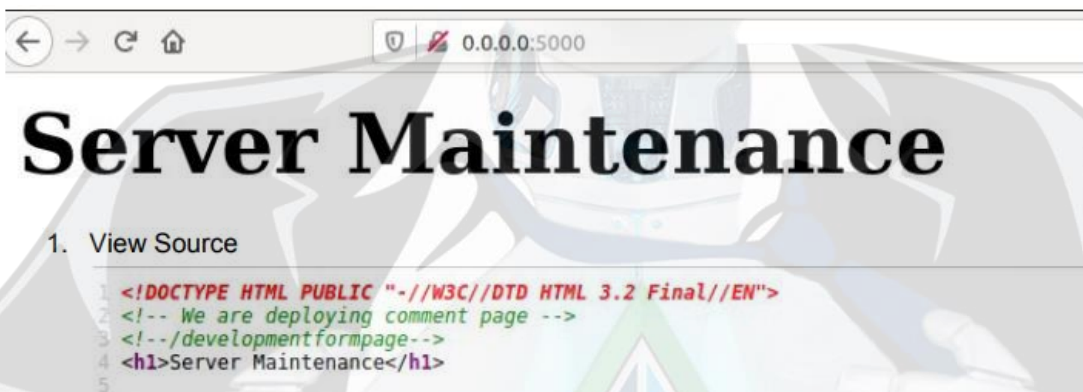 0.0.0.0:5000
Server Maintenance
1. View Source
1 <!DOCTYPE HTML PUBLIC "-//W3C//DTD HTML 3.2 Final//EN">
2 <!-- We are deploying comment page -->
3 <!--/developmentformpage-->
4 <h1>Server Maintenance</h1>
5